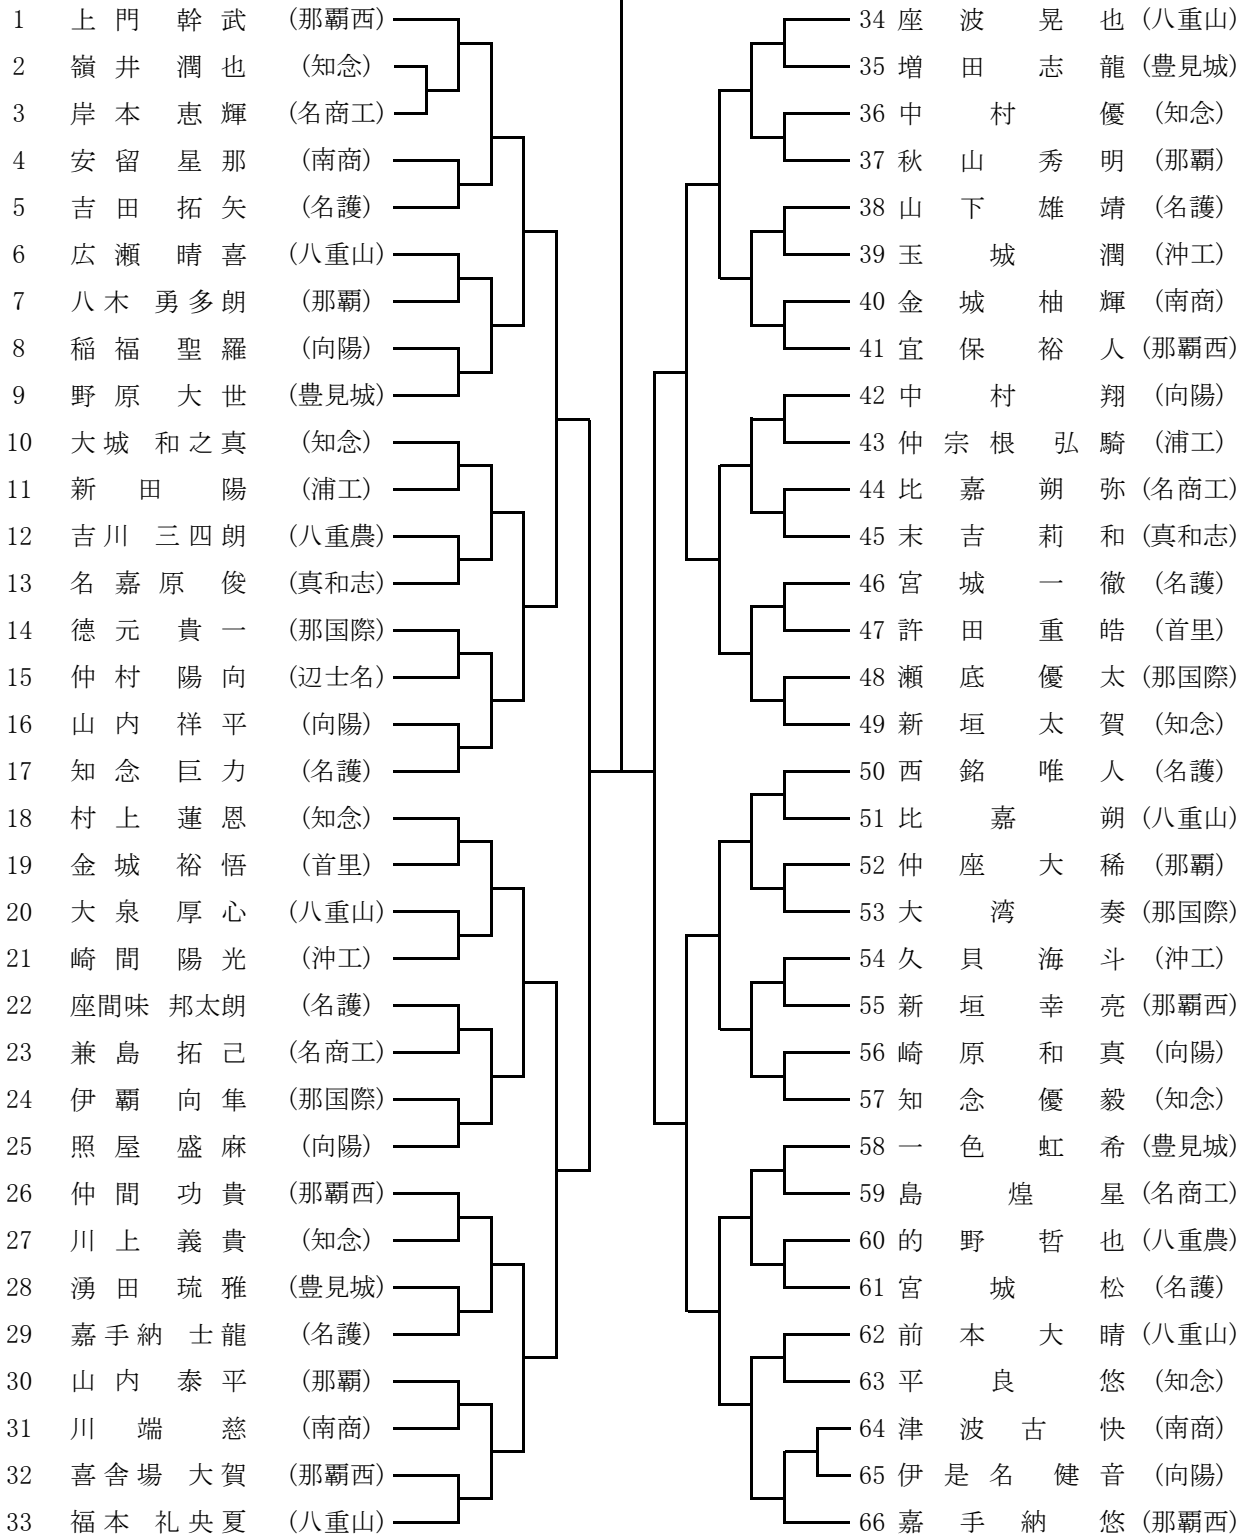 1 上門 幹武 (那覇西)
2 嶺井 潤也 (知念)
3 岸本 恵輝 (名商工)
4 安留 星那 (南商)
5 吉田 拓矢 (名護)
6 広瀬 晴喜 (八重山)
7 八木 勇多朗 (那覇)
8 稲福 聖羅 (向陽)
9 野原 大世 (豊見城)
10 大城 和之真 (知念)
11 新田 陽 (浦工)
12 吉川 三四朗 (八重農)
13 名嘉原 俊 (真和志)
14 德元 貴一 (那国際)
15 仲村 陽向 (辺士名)
16 山内 祥平 (向陽)
17 知念 巨力 (名護)
18 村上 蓮恩 (知念)
19 金城 裕悟 (首里)
20 大泉 厚心 (八重山)
21 崎間 陽光 (沖工)
22 座間味 邦太朗 (名護)
23 兼島 拓己 (名商工)
24 伊覇 向隼 (那国際)
25 照屋 盛麻 (向陽)
26 仲間 功貴 (那覇西)
27 川上 義貴 (知念)
28 湧田 琉雅 (豊見城)
29 嘉手納 士龍 (名護)
30 山内 泰平 (那覇)
31 川端 慈 (南商)
32 喜舎場 大賀 (那覇西)
33 福本 礼央夏 (八重山)
34 座波 晃也 (八重山)
35 増田 志龍 (豊見城)
36 中村 優 (知念)
37 秋山 秀明 (那覇)
38 山下 雄靖 (名護)
39 玉城 潤 (沖工)
40 金城 柚輝 (南商)
41 宜保 裕人 (那覇西)
42 中村 翔 (向陽)
43 仲宗根 弘騎 (浦工)
44 比嘉 朔弥 (名商工)
45 末吉 莉和 (真和志)
46 宮城 一徹 (名護)
47 許田 重皓 (首里)
48 瀬底 優太 (那国際)
49 新垣 太賀 (知念)
50 西銘 唯人 (名護)
51 比嘉 朔 (八重山)
52 仲座 大稀 (那覇)
53 大湾 奏 (那国際)
54 久貝 海斗 (沖工)
55 新垣 幸亮 (那覇西)
56 崎原 和真 (向陽)
57 知念 優毅 (知念)
58 一色 虹希 (豊見城)
59 島 煌星 (名商工)
60 的野 哲也 (八重農)
61 宮城 松 (名護)
62 前本 大晴 (八重山)
63 平良 悠 (知念)
64 津波古 快 (南商)
65 伊是名 健音 (向陽)
66 嘉手納 悠 (那覇西)